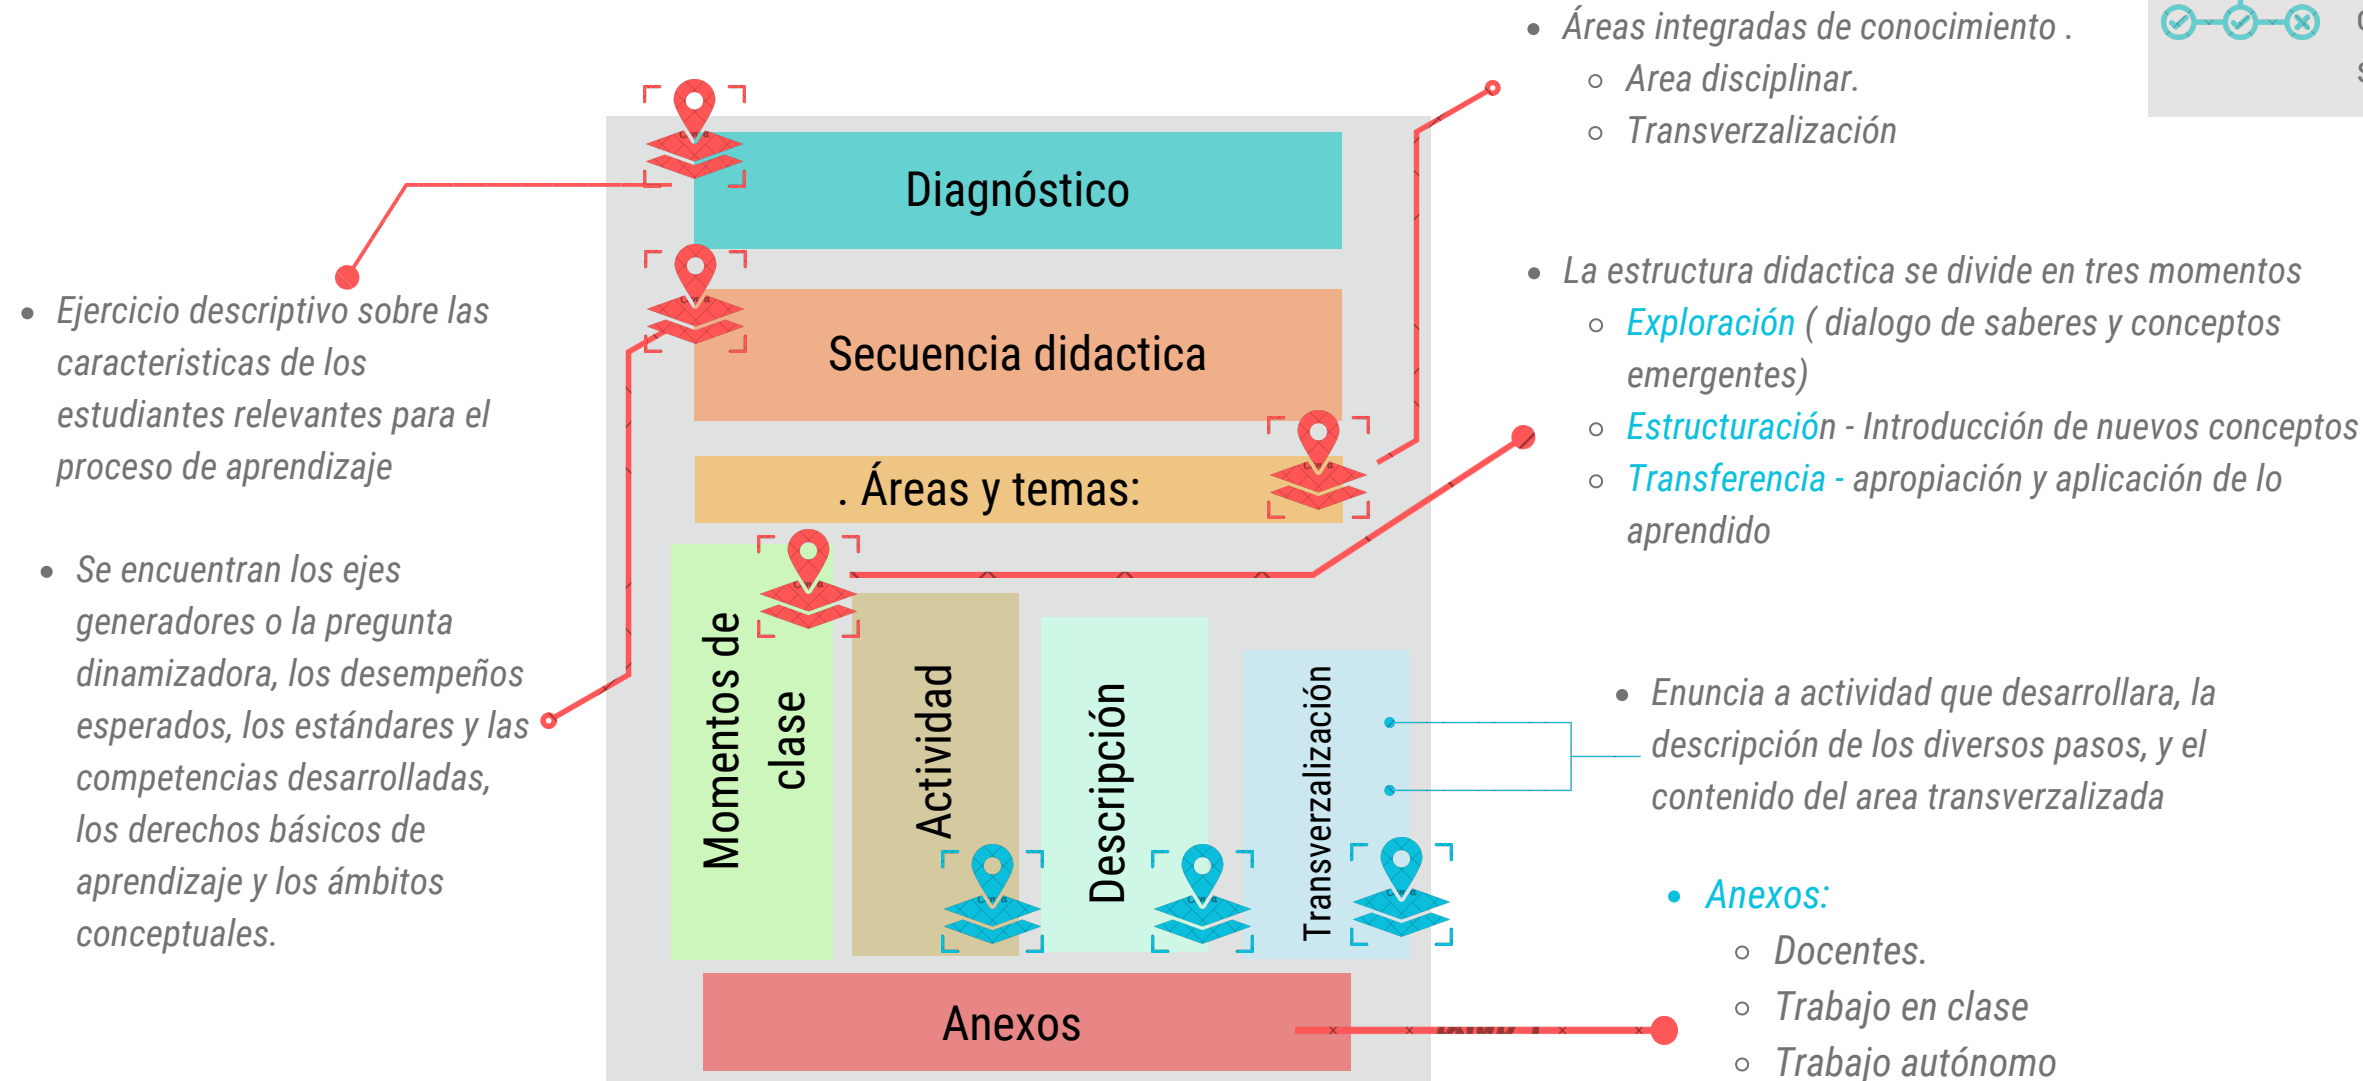 Áreas integradas de conocimiento .
Area disciplinar.
Transverzalización
Diagnóstico
Ejercicio descriptivo sobre las
caracteristicas de los
estudiantes relevantes para el
proceso de aprendizaje
Secuencia didactica
La estructura didactica se divide en tres momentos
Exploración ( dialogo de saberes y conceptos
emergentes)
Estructuración - Introducción de nuevos conceptos
Transferencia - apropiación y aplicación de lo
aprendido
. Áreas y temas:
Se encuentran los ejes
generadores o la pregunta
dinamizadora, los desempeños
esperados, los estándares y las
competencias desarrolladas,
los derechos básicos de
aprendizaje y los ámbitos
conceptuales.
Momentos de
clase
Actividad
Descripción
Transverzalización
Enuncia a actividad que desarrollara, la
descripción de los diversos pasos, y el
contenido del area transverzalizada
Anexos
Anexos:
Docentes.
Trabajo en clase
Trabajo autónomo